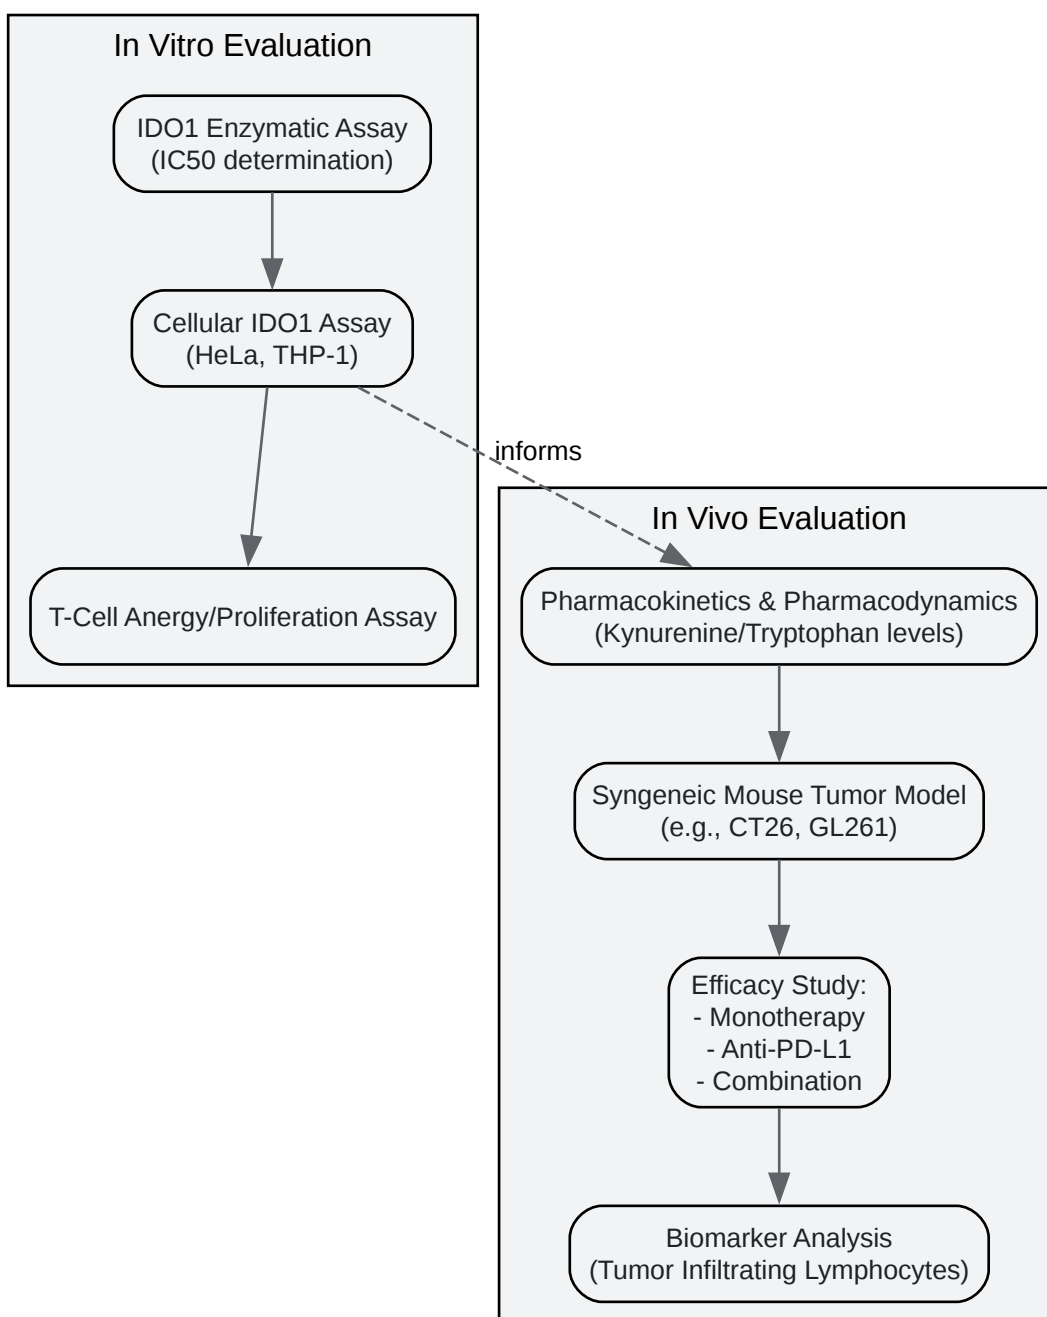 In Vitro Evaluation
IDO1 Enzymatic Assay
(IC50 determination)
Cellular IDO1 Assay
(HeLa, THP-1)
informs
T-Cell Anergy/Proliferation Assay
In Vivo Evaluation
Pharmacokinetics & Pharmacodynamics
(Kynurenine/Tryptophan levels)
Syngeneic Mouse Tumor Model
(e.g., CT26, GL261)
Efficacy Study:
- Monotherapy
- Anti-PD-L1
- Combination
Biomarker Analysis
(Tumor Infiltrating Lymphocytes)